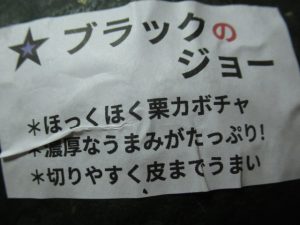 ★ブラックの
ジョー
＊ほっくほく栗カボチャ
＊濃厚なうまみがたっぷり!
＊切りやすく皮までうまい